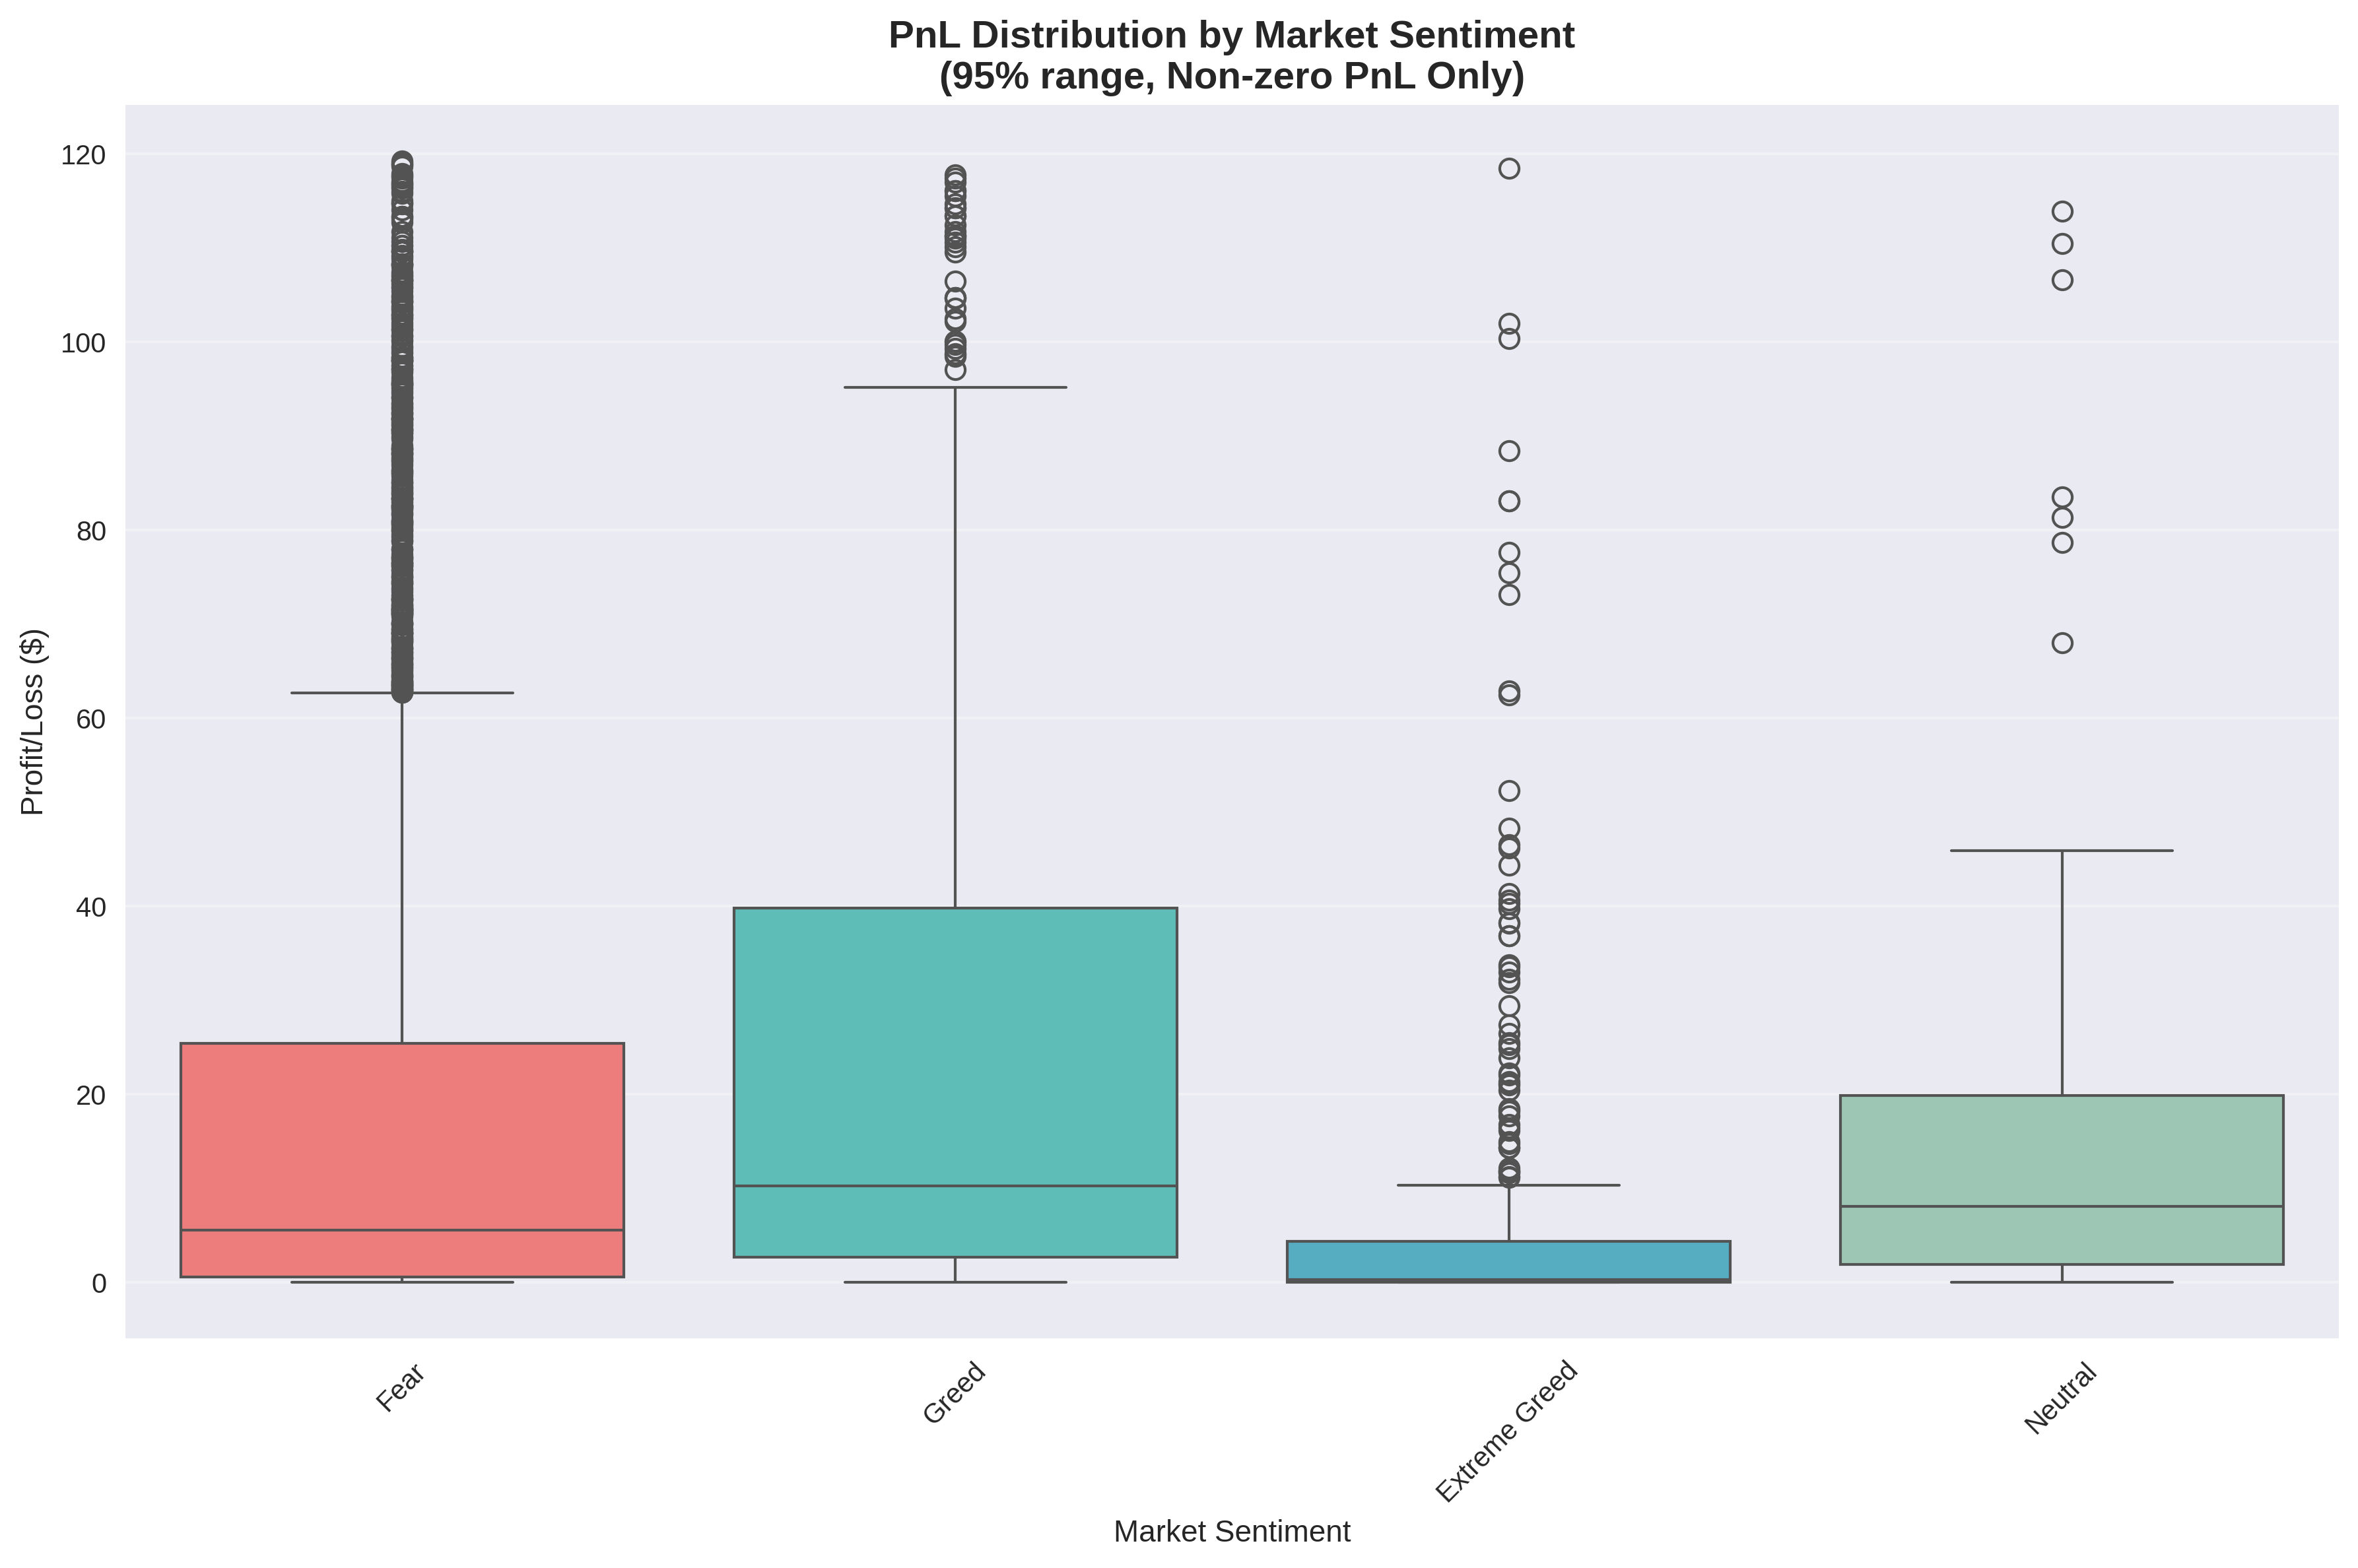 PnL Distribution by Market Sentiment
(95% range, Non-zero PnL Only)
120
100
80
60
40
20
0
Profit/Loss ($)
Fear
Greed
Extreme Greed
Neutral
Market Sentiment